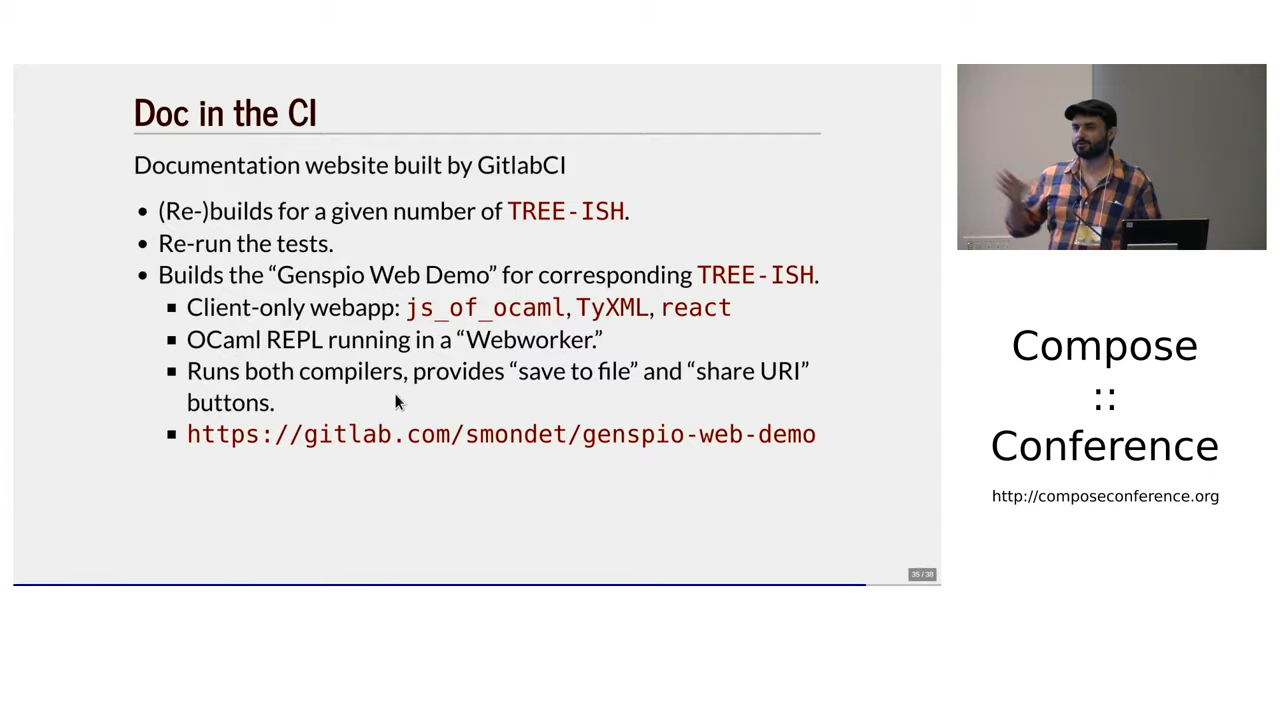 Doc in the CI
Documentation website built by GitlabCI
• (Re-)builds for a given number of TREE-ISH.
• Re-run the tests.
• Builds the “Genspio Web Demo” for corresponding TREE-ISH.
▪ Client-only webapp: js_of_ocaml, TyXML, react
▪ OCaml REPL running in a “Webworker.”
▪ Runs both compilers, provides “save to file” and “share URI”
buttons.
▪ https://gitlab.com/smondet/genspio-web-demo
35 / 38
Compose
::
Conference
http://composeconference.org